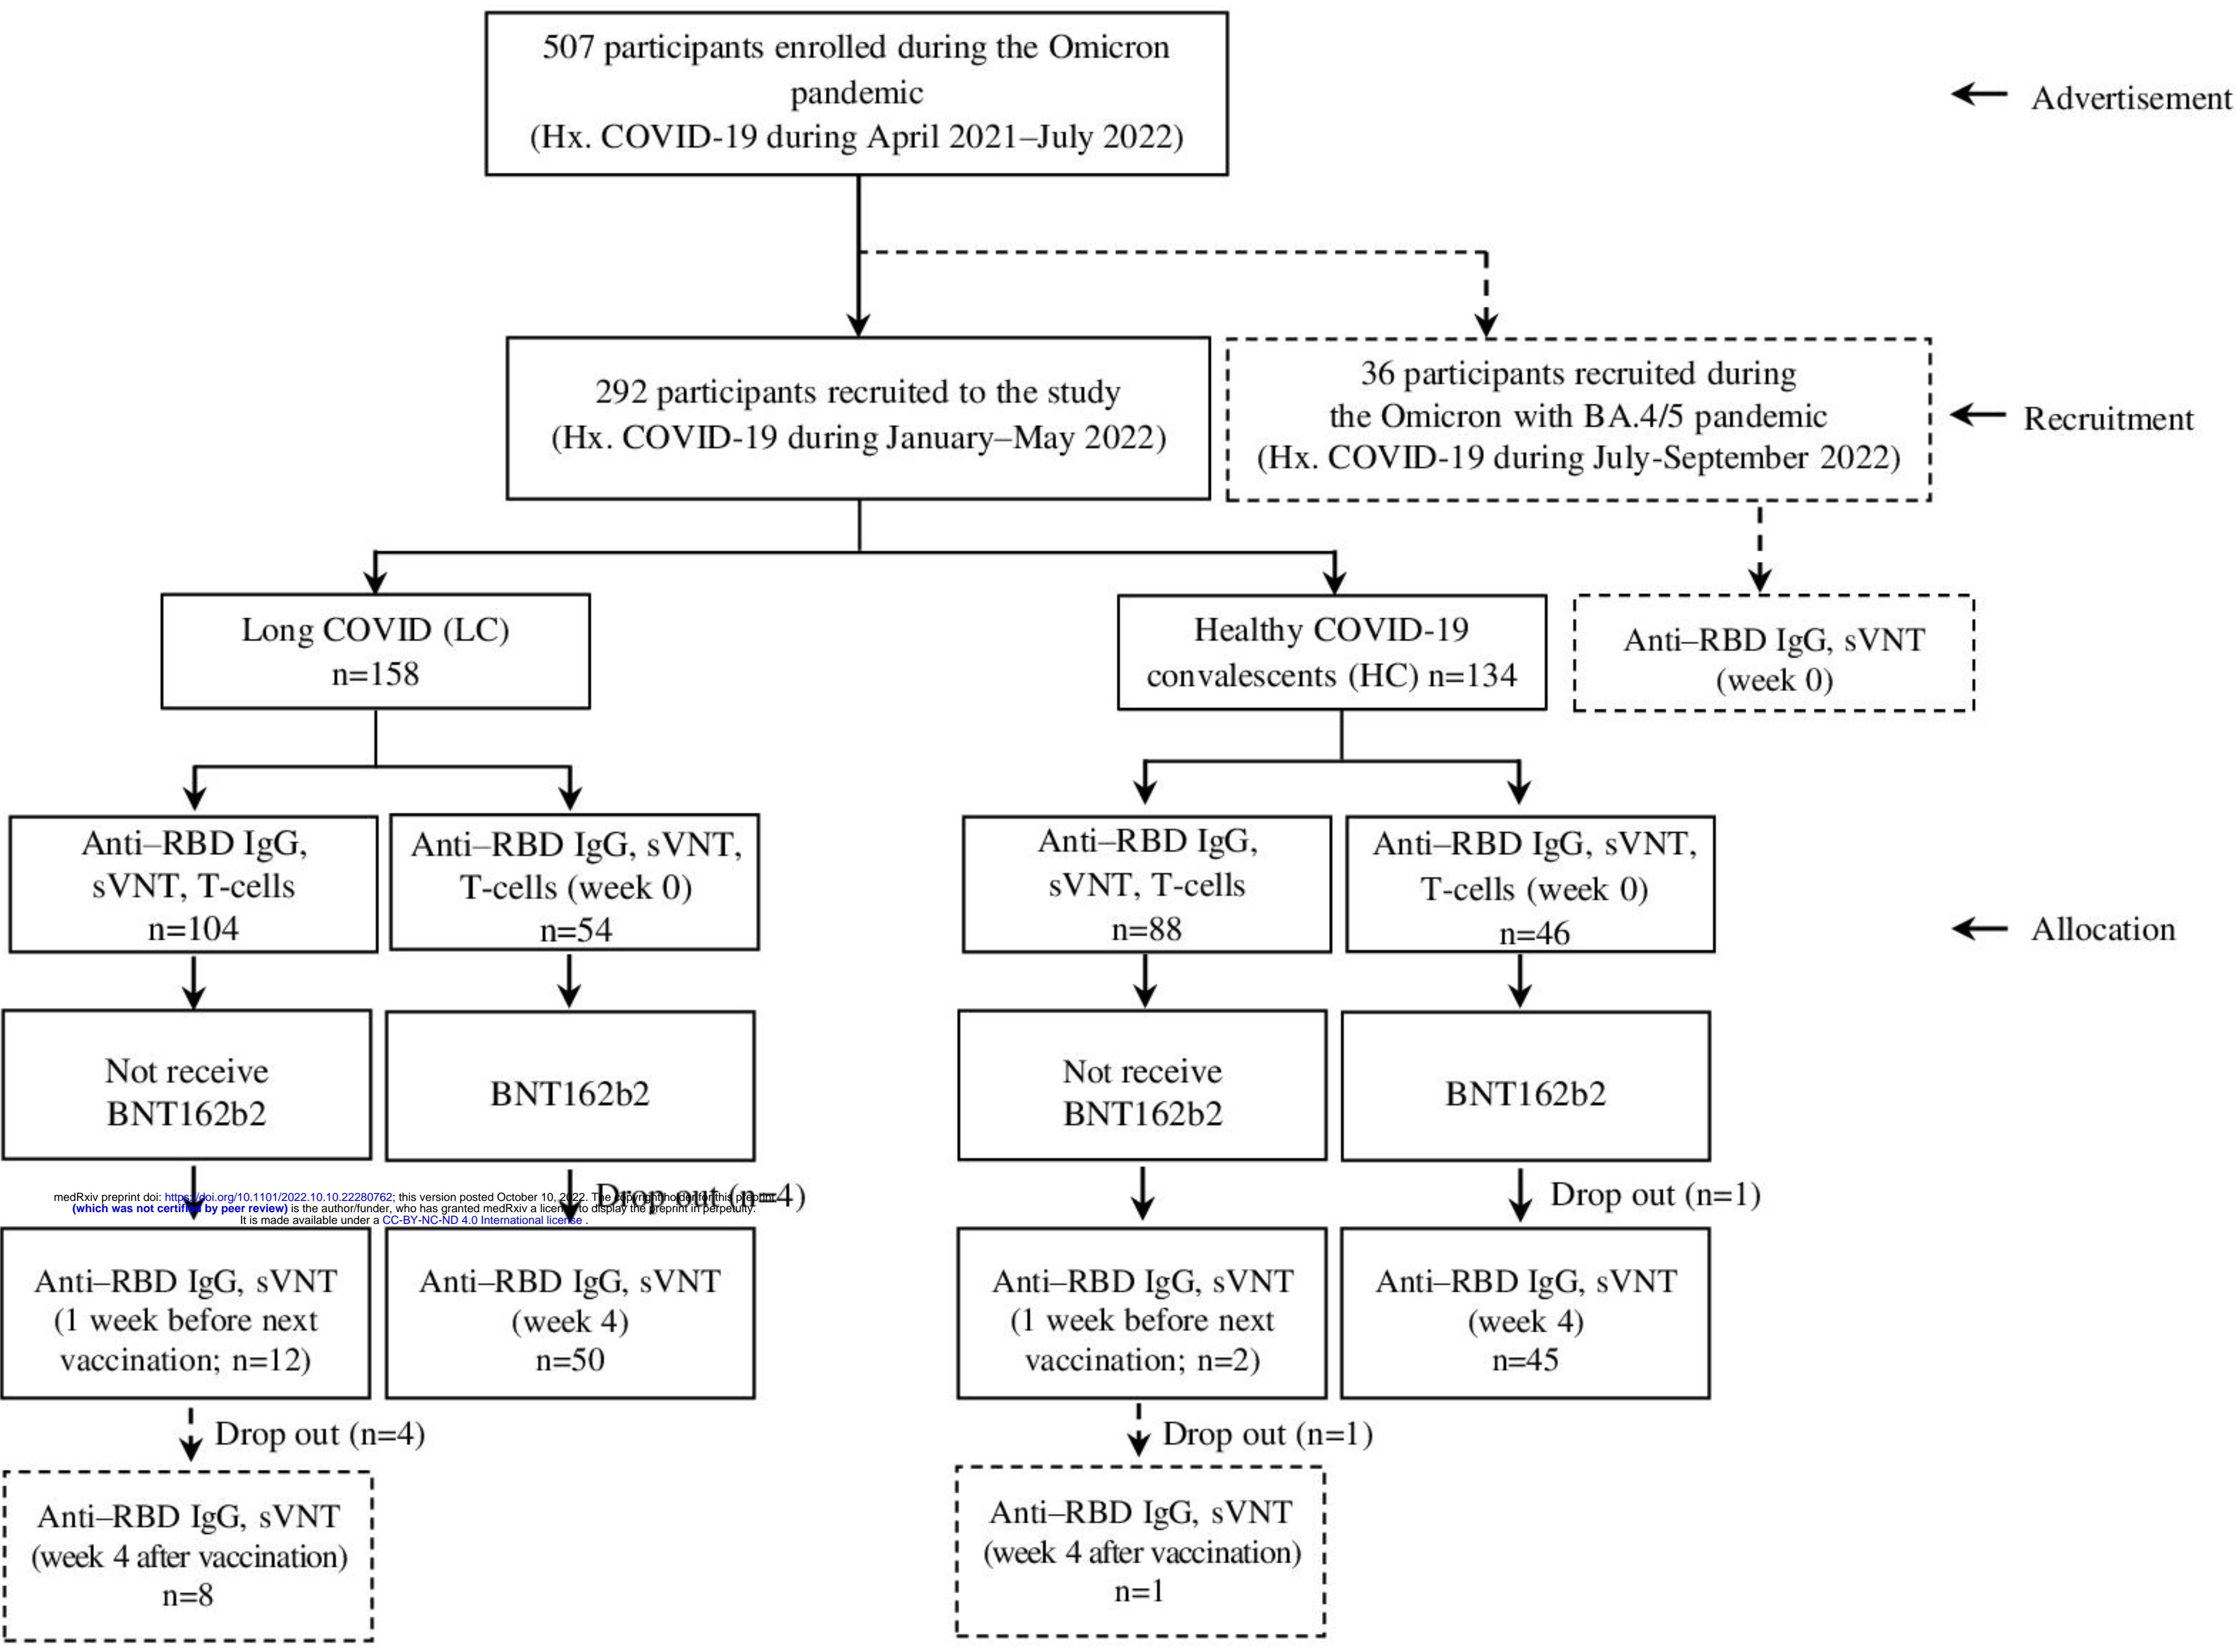 507 participants enrolled during the Omicron
pandemic
(Hx. COVID-19 during April 2021–July 2022)
Advertisement
292 participants recruited to the study
(Hx. COVID-19 during January–May 2022)
36 participants recruited during
the Omicron with BA.4/5 pandemic
(Hx. COVID-19 during July-September 2022)
Recruitment
Long COVID (LC)
n=158
Healthy COVID-19
convalescents (HC) n=134
Anti–RBD IgG, sVNT
(week 0)
Anti–RBD IgG,
sVNT, T-cells
n=104
Anti–RBD IgG, sVNT,
T-cells (week 0)
n=54
Anti–RBD IgG,
sVNT, T-cells
n=88
Anti–RBD IgG, sVNT,
T-cells (week 0)
n=46
Allocation
Not receive
BNT162b2
BNT162b2
Not receive
BNT162b2
BNT162b2
Drop out (n=4)
Drop out (n=1)
medRxiv preprint doi: https://doi.org/10.1101/2022.10.10.22280762; this version posted October 10, 2022. The copyright holder for this preprint
(which was not certified by peer review) is the author/funder, who has granted medRxiv a license to display the preprint in perpetuity.
It is made available under a CC-BY-NC-ND 4.0 International license .
Anti–RBD IgG, sVNT
(1 week before next
vaccination; n=12)
Anti–RBD IgG, sVNT
(week 4)
n=50
Anti–RBD IgG, sVNT
(1 week before next
vaccination; n=2)
Anti–RBD IgG, sVNT
(week 4)
n=45
Drop out (n=4)
Drop out (n=1)
Anti–RBD IgG, sVNT
(week 4 after vaccination)
n=8
Anti–RBD IgG, sVNT
(week 4 after vaccination)
n=1